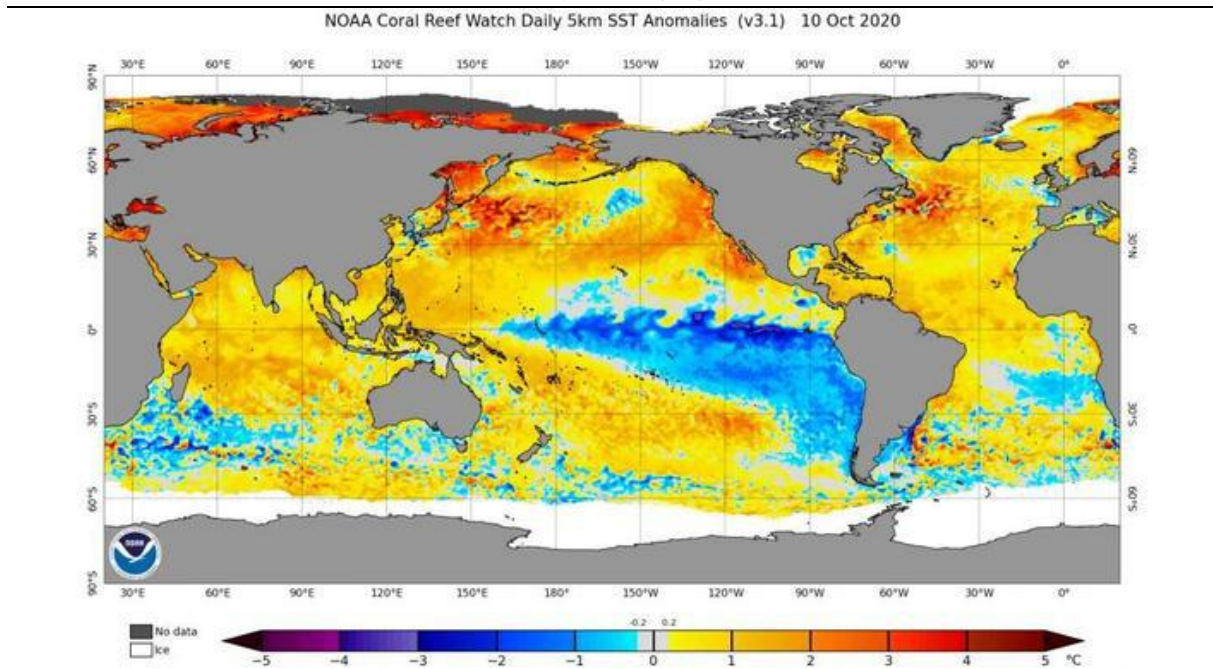 NOAA Coral Reef Watch Daily 5km SST Anomalies (v3.1) 10 Oct 2020
30°E 60°E 90°E 120°E 150°E 180° 150°W 120°W 90°W 60°W 30°W 0°
90°N
60°N 60°N
30°N 30°N
0° 0°
30°S 30°S
60°S 60°S
NOAA
90°S
30°E 60°E 90°E 120°E 150°E 180° 150°W 120°W 90°W 60°W 30°W 0°
-0.2 0.2
No data
Ice
−5 −4 −3 −2 −1 0 1 2 3 4 5 °C